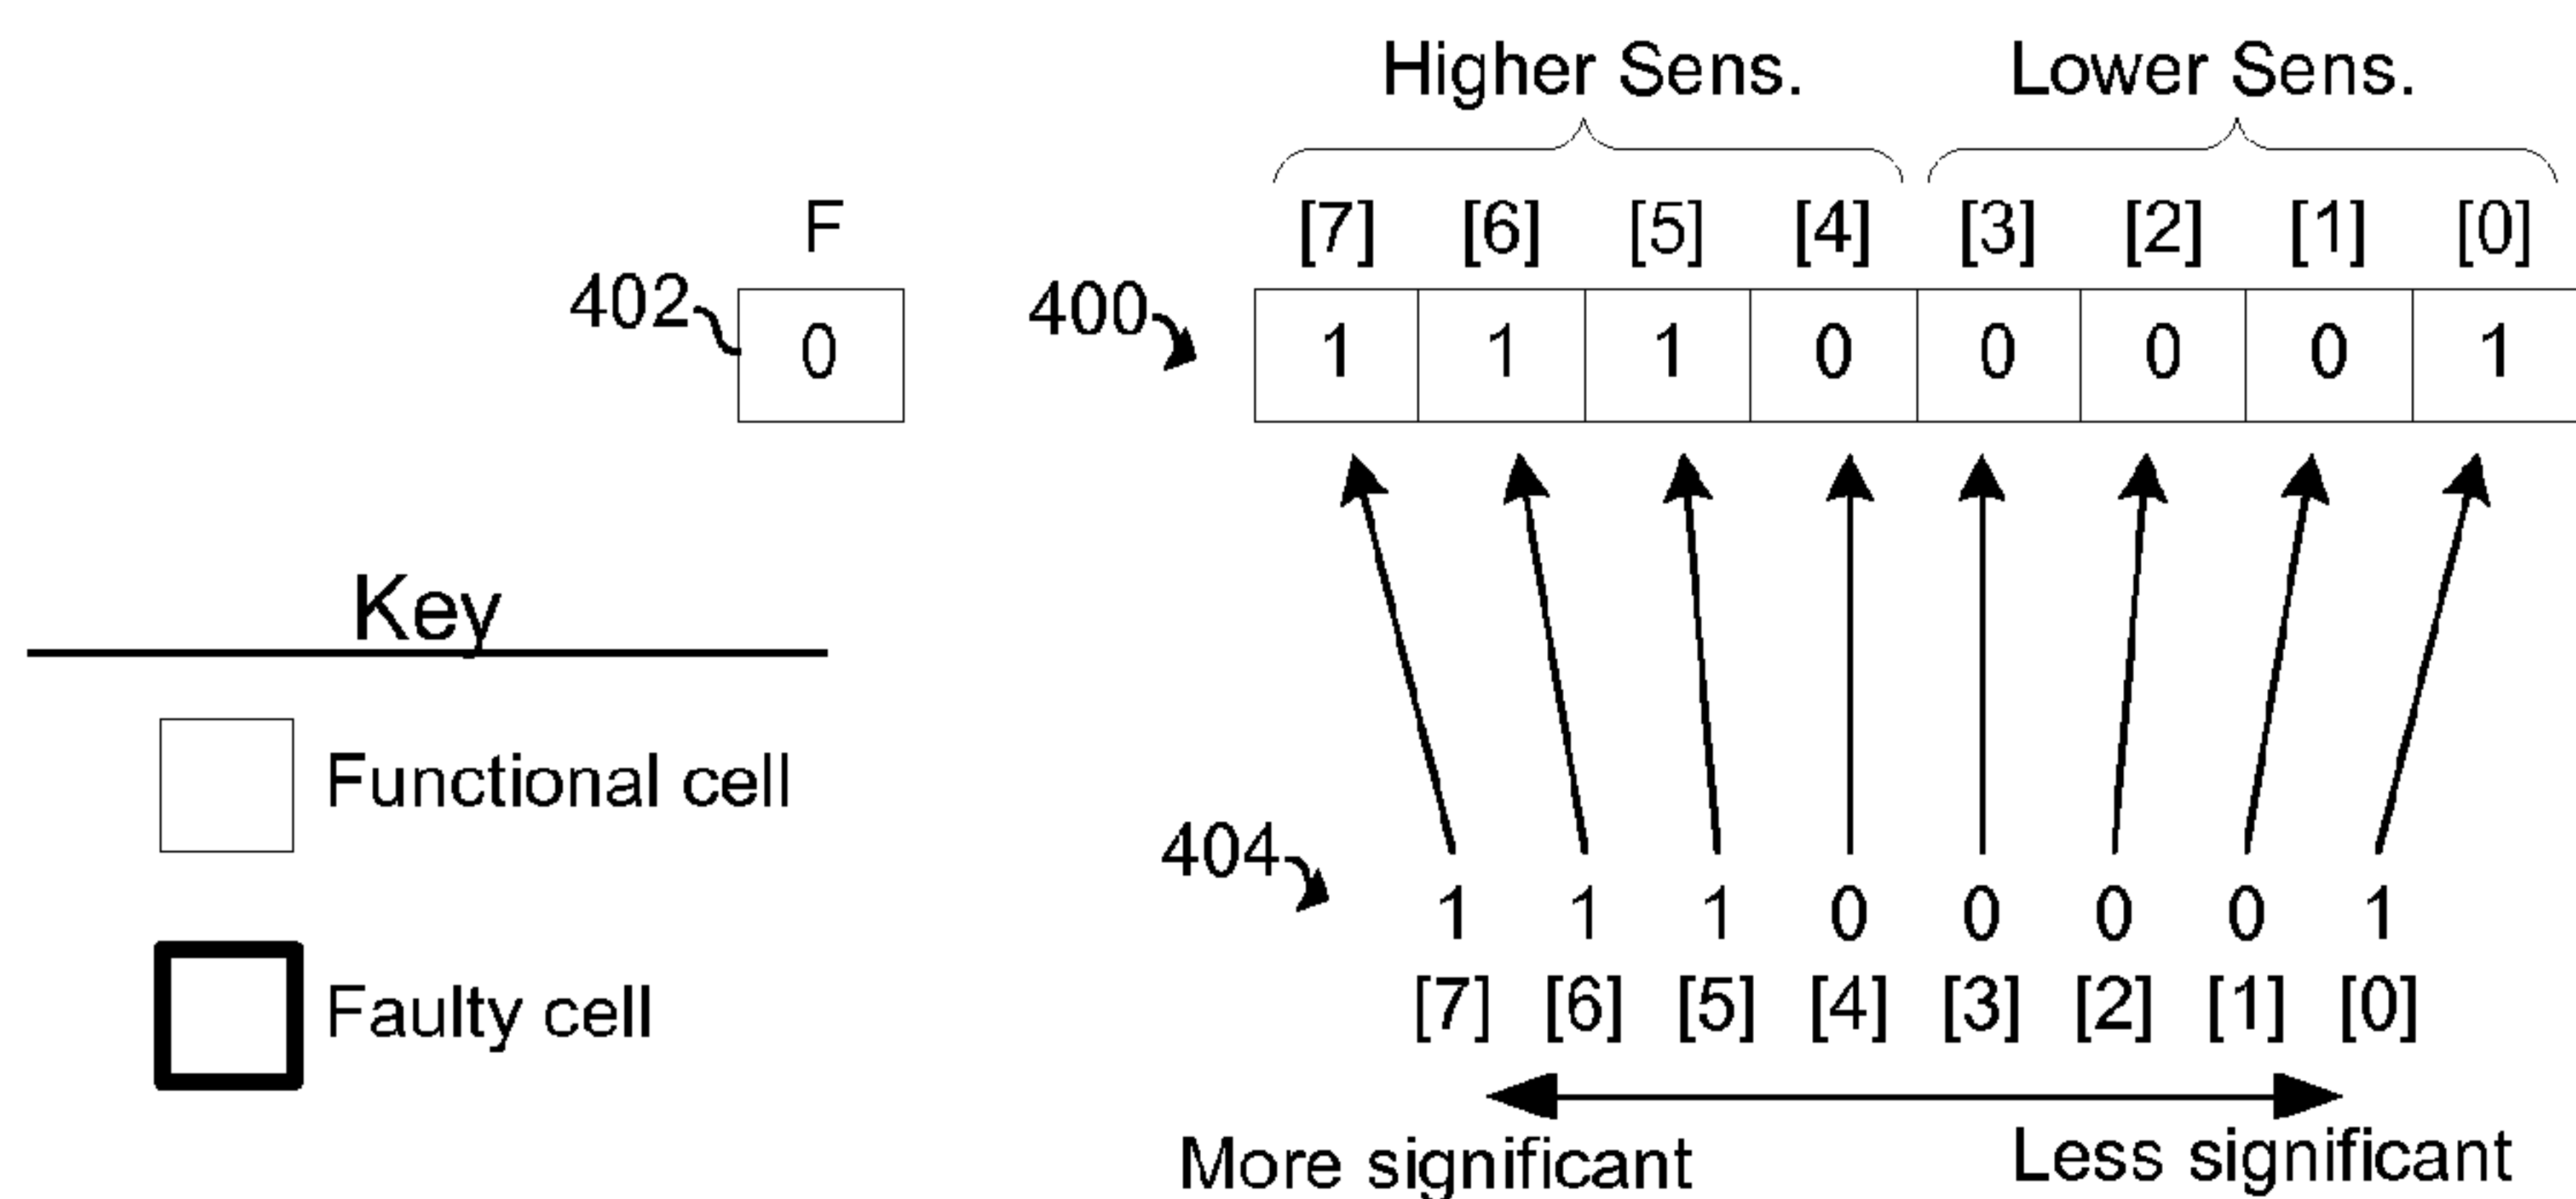 Higher Sens. Lower Sens.
F [7] [6] [5] [4] [3] [2] [1] [0]
402 0 400 1 1 1 0 0 0 0 1
Key
Functional cell
404 1 1 1 0 0 0 0 1
Faulty cell [7] [6] [5] [4] [3] [2] [1] [0]
More significant Less significant